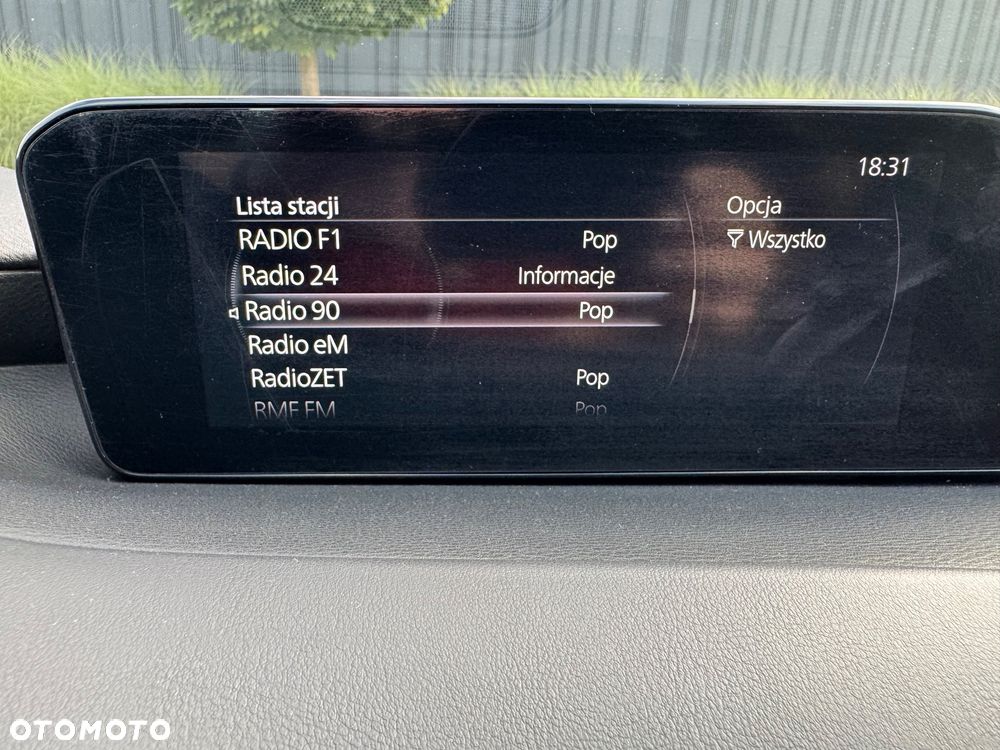 18:31
Lista stacji
Opcja
RADIO F1 Pop
Wszystko
Radio 24 Informacje
Radio 90 Pop
Radio eM
RadioZET Pop
RMF FM Pop
OTOMOTO